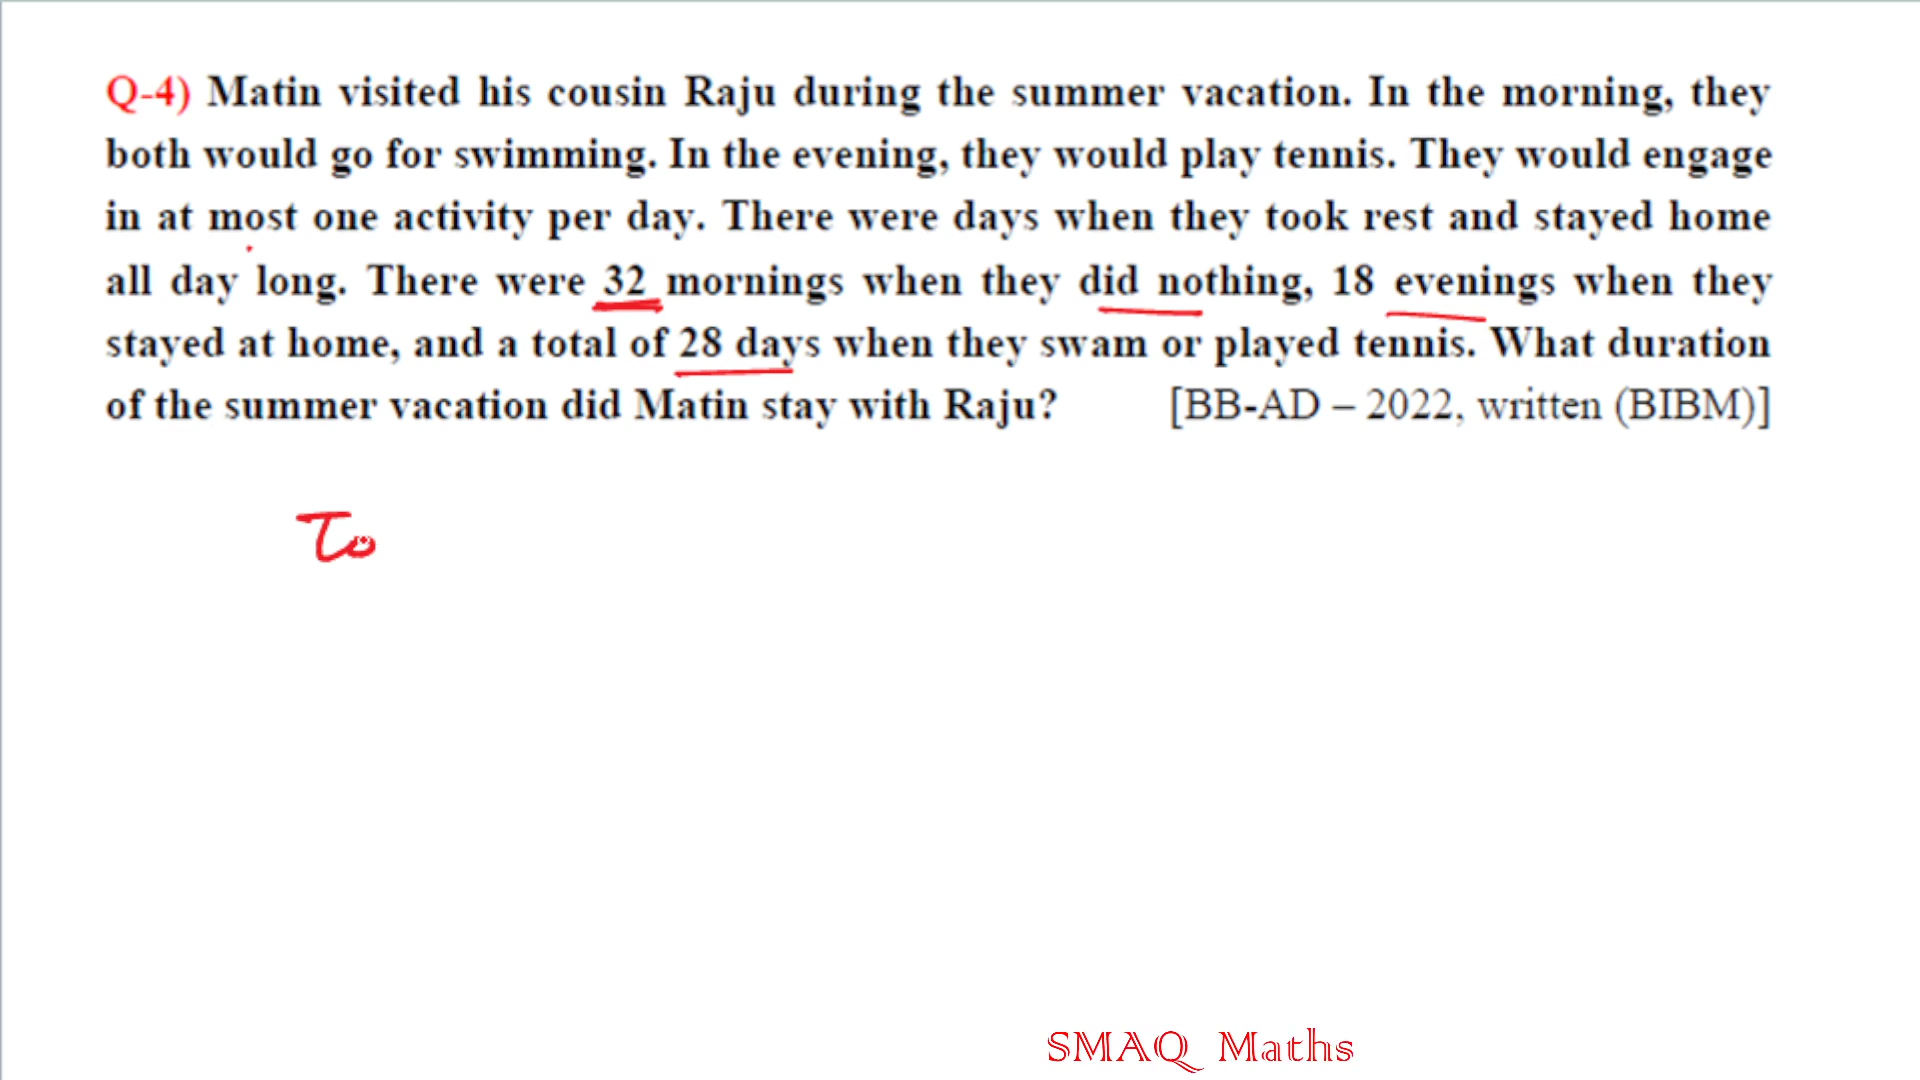 Q-4) Matin visited his cousin Raju during the summer vacation. In the morning, they
both would go for swimming. In the evening, they would play tennis. They would engage
in at most one activity per day. There were days when they took rest and stayed home
all day long. There were 32 mornings when they did nothing, 18 evenings when they
stayed at home, and a total of 28 days when they swam or played tennis. What duration
of the summer vacation did Matin stay with Raju? [BB-AD – 2022, written (BIBM)]
To
SMAQ Maths